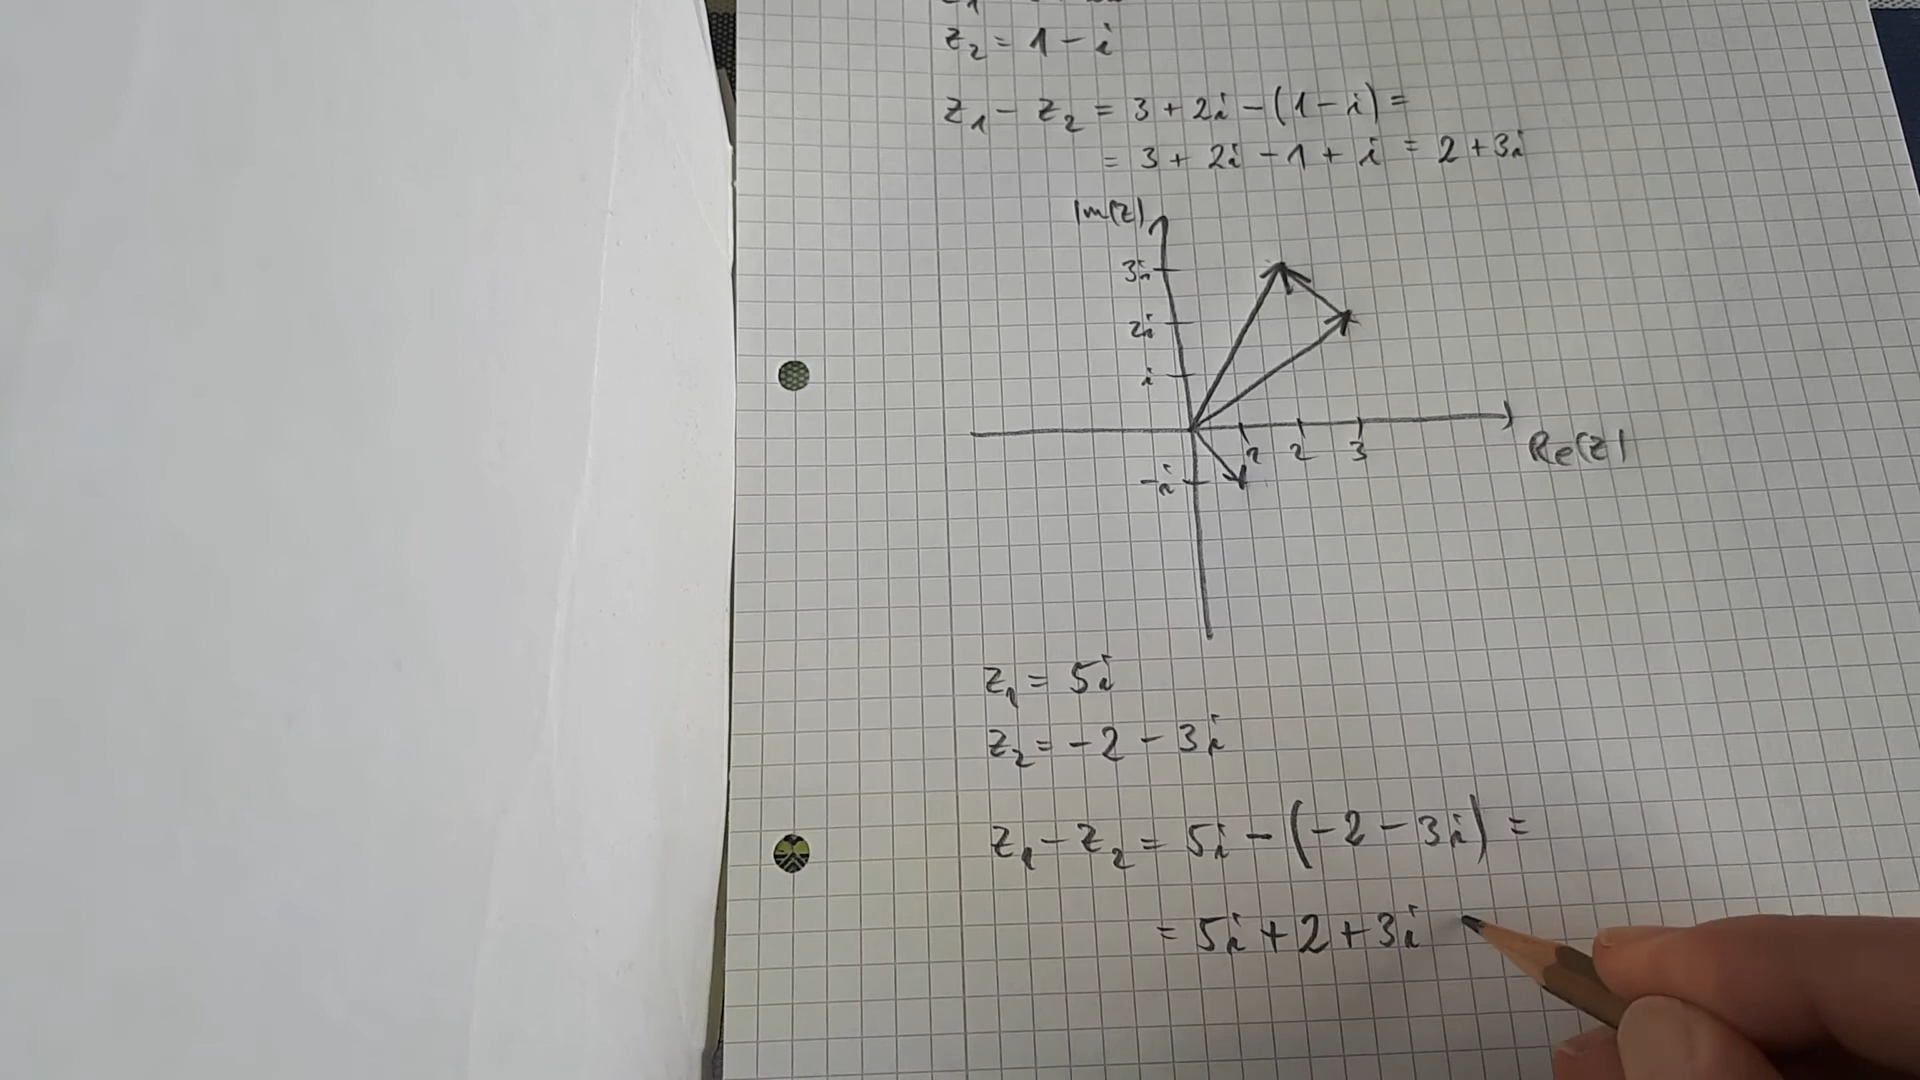 z₂ = 1 - i
z₁ - z₂ = 3 + 2i - (1 - i) =
= 3 + 2i - 1 + i = 2 + 3i
Im(z)
3i
2i
i
1 2 3
Re(z)
-i
z₁ = 5i
z₂ = -2 - 3i
z₁ - z₂ = 5i - (-2 - 3i) =
= 5i + 2 + 3i